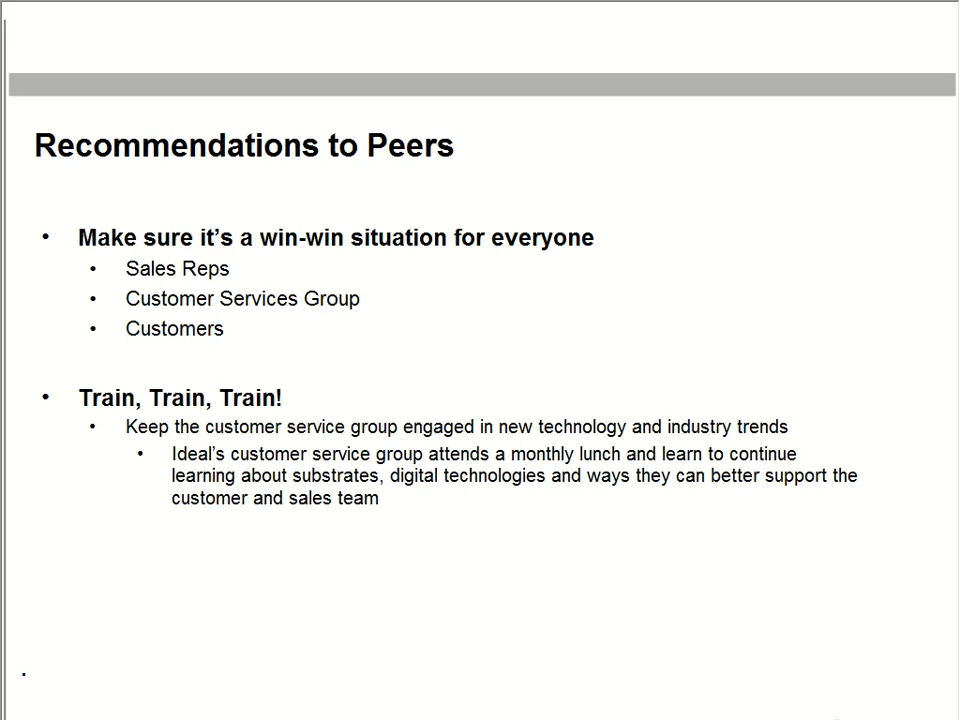 Recommendations to Peers
• Make sure it’s a win-win situation for everyone
• Sales Reps
• Customer Services Group
• Customers
• Train, Train, Train!
• Keep the customer service group engaged in new technology and industry trends
• Ideal’s customer service group attends a monthly lunch and learn to continue
learning about substrates, digital technologies and ways they can better support the
customer and sales team
.